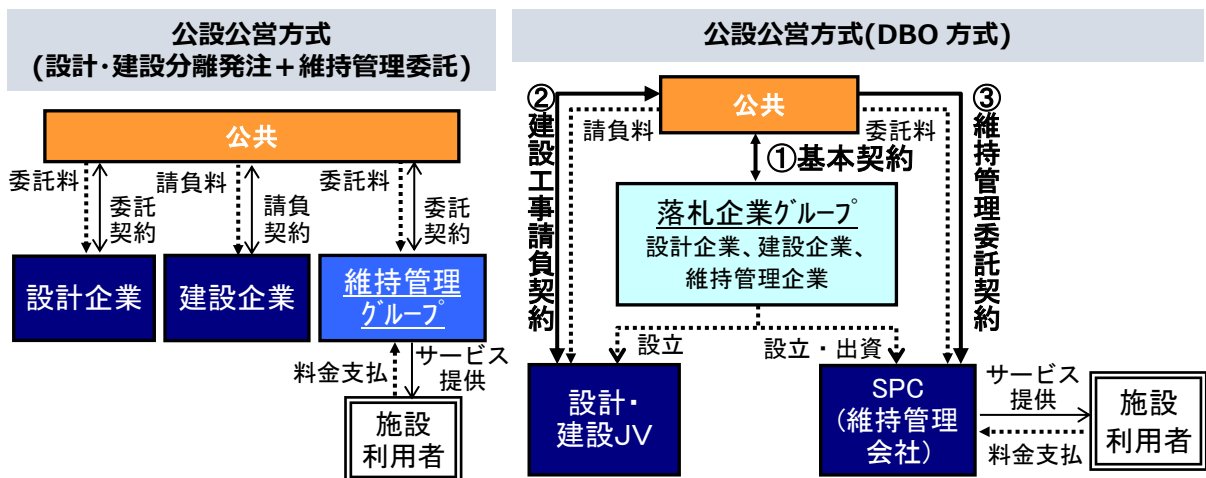 公設公営方式
(設計･建設分離発注＋維持管理委託)
公共
委託料
委託
契約
請負料
請負
契約
委託料
委託
契約
設計企業
建設企業
維持管理
ｸﾞﾙｰﾌﾟ
料金支払
サービス
提供
施設
利用者
公設公営方式(DBO 方式)
②建設工事請負契約
請負料
公共
委託料
③維持管理委託契約
①基本契約
落札企業ｸﾞﾙｰﾌﾟ
設計企業、建設企業、
維持管理企業
設立
設立・出資
設計・
建設JV
SPC
(維持管理
会社)
サービス
提供
料金支払
施設
利用者